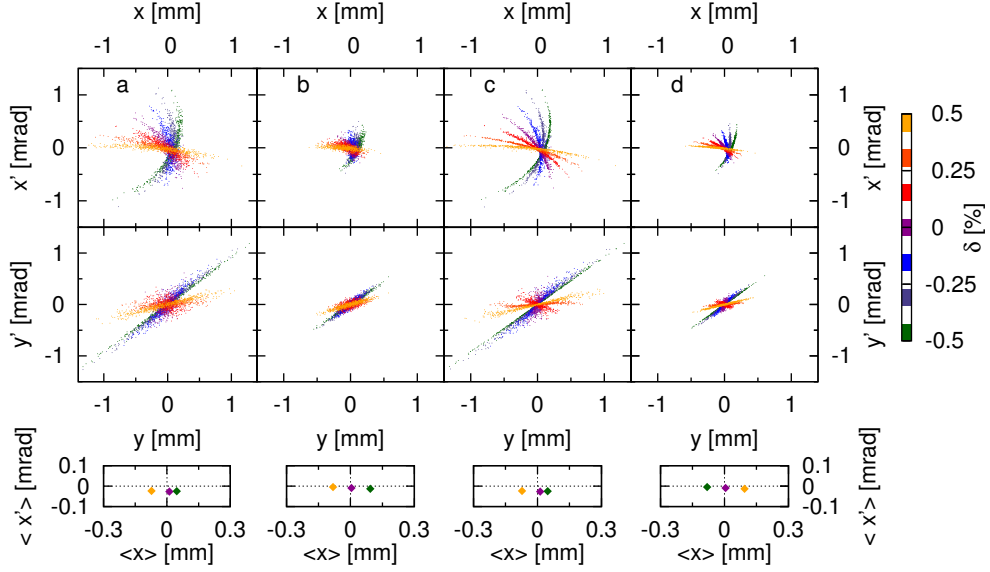 x [mm] x [mm] x [mm] x [mm]
-1 0 1 -1 0 1 -1 0 1 -1 0 1
a b c d
x' [mrad] 1 0 -1
x' [mrad] 1 0 -1
y' [mrad] 1 0 -1
y' [mrad] 1 0 -1
0.5
0.25
0
-0.25
-0.5
δ [%]
-1 0 1 -1 0 1 -1 0 1 -1 0 1
y [mm] y [mm] y [mm] y [mm]
< x'> [mrad] 0.1 0 -0.1
0.1 0 -0.1 < x'> [mrad]
-0.3 0 0.3 -0.3 0 0.3 -0.3 0 0.3 -0.3 0 0.3
<x> [mm] <x> [mm] <x> [mm] <x> [mm]